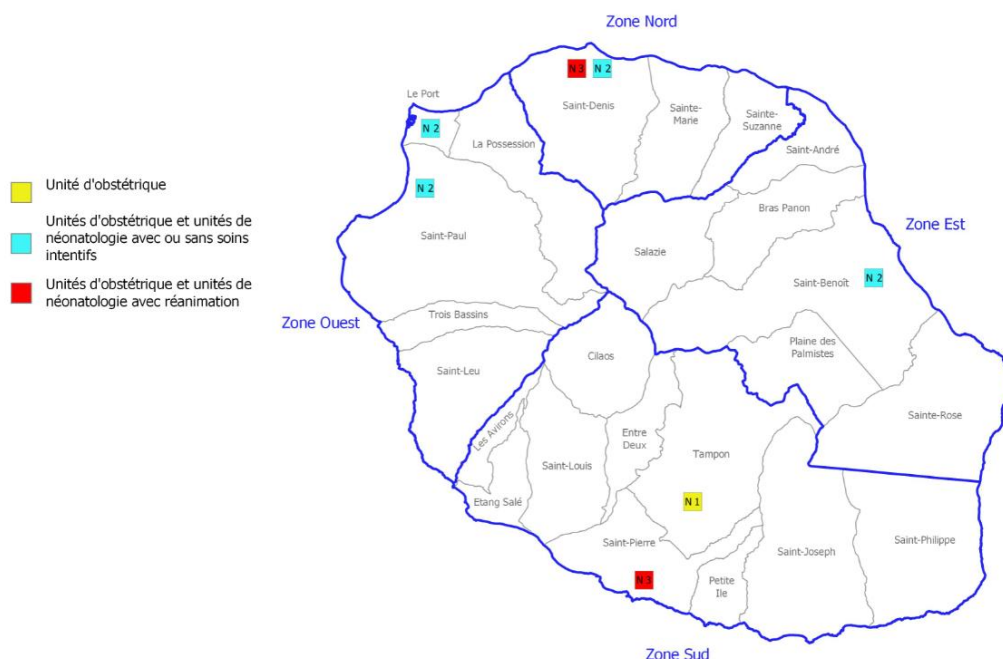 Zone Nord
N 3
N 2
Saint-Denis
Sainte-
Marie
Sainte-
Suzanne
Saint-André
Le Port
N 2
La Possession
N 2
Saint-Paul
Unité d'obstétrique
Unités d'obstétrique et unités de
néonatologie avec ou sans soins
intentifs
Unités d'obstétrique et unités de
néonatologie avec réanimation
Bras Panon
Zone Est
Salazie
Saint-Benoît
N 2
Zone Ouest
Trois Bassins
Plaine des
Palmistes
Cilaos
Saint-Leu
Sainte-Rose
Les Avirons
Entre
Deux
Tampon
Saint-Louis
N 1
Etang Salé
Saint-Pierre
Saint-Joseph
Saint-Philippe
N 3
Petite
Ile
Zone Sud